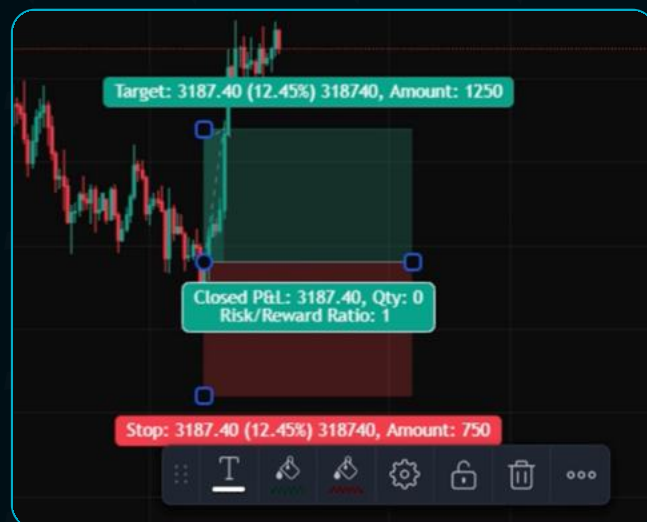 Target: 3187.40 (12.45%) 318740, Amount: 1250
Closed P&L: 3187.40, Qty: 0
Risk/Reward Ratio: 1
Stop: 3187.40 (12.45%) 318740, Amount: 750
T